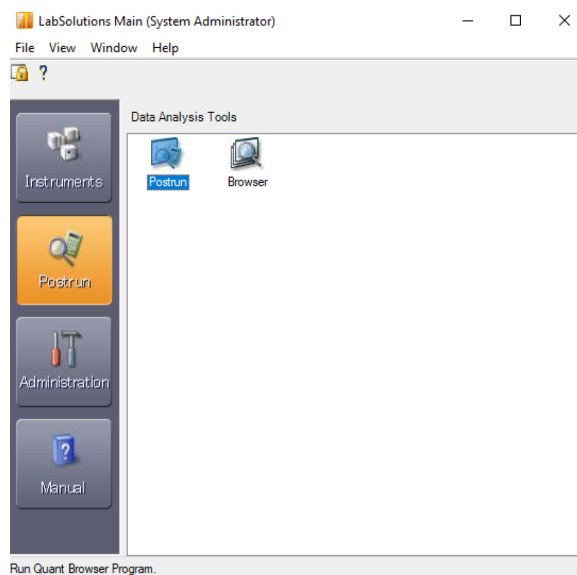 LabSolutions Main (System Administrator)
File View Window Help
?
Data Analysis Tools
Instruments
Postrun Browser
Postrun
Administration
?
Manual
Run Quant Browser Program.